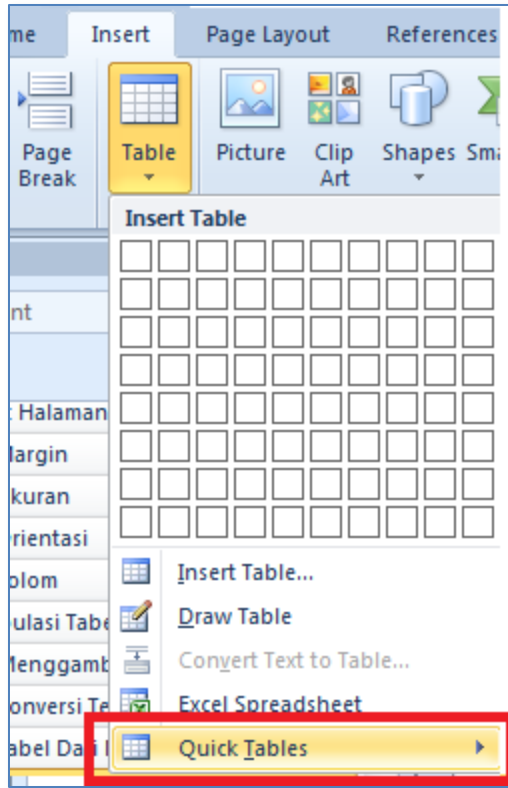 me Insert Page Layout References
Page Break
Table
Picture
Clip Art
Shapes
Sma
Insert Table
nt
t Halaman
Margin
kuran
rientasi
olom
ulasi Tabe
Menggamb
onversi Te
abel Dari
Insert Table...
Draw Table
Convert Text to Table...
Excel Spreadsheet
Quick Tables